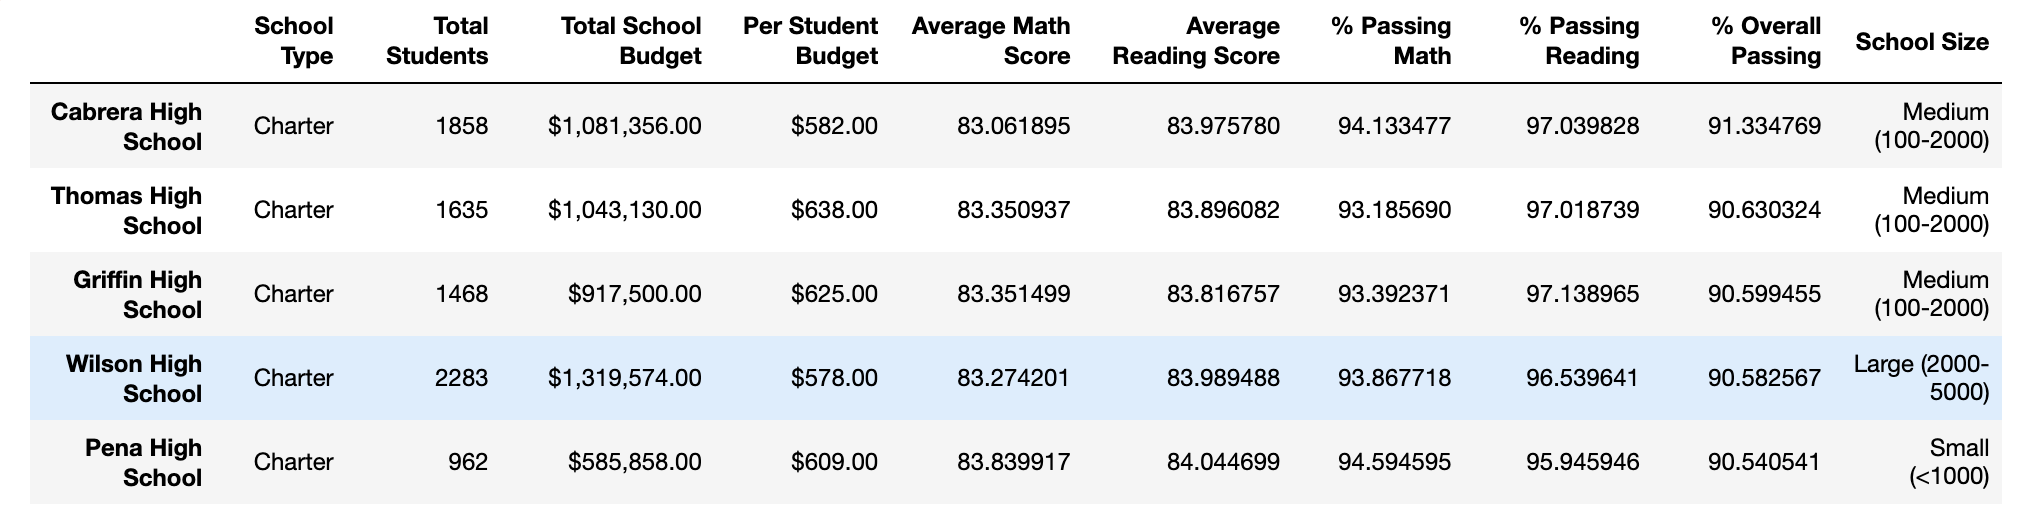 School Type Total Students Total School Budget Per Student Budget Average Math Score Average Reading Score % Passing Math % Passing Reading % Overall Passing School Size
Cabrera High School Charter 1858 $1,081,356.00 $582.00 83.061895 83.975780 94.133477 97.039828 91.334769 Medium (100-2000)
Thomas High School Charter 1635 $1,043,130.00 $638.00 83.350937 83.896082 93.185690 97.018739 90.630324 Medium (100-2000)
Griffin High School Charter 1468 $917,500.00 $625.00 83.351499 83.816757 93.392371 97.138965 90.599455 Medium (100-2000)
Wilson High School Charter 2283 $1,319,574.00 $578.00 83.274201 83.989488 93.867718 96.539641 90.582567 Large (2000-5000)
Pena High School Charter 962 $585,858.00 $609.00 83.839917 84.044699 94.594595 95.945946 90.540541 Small (<1000)